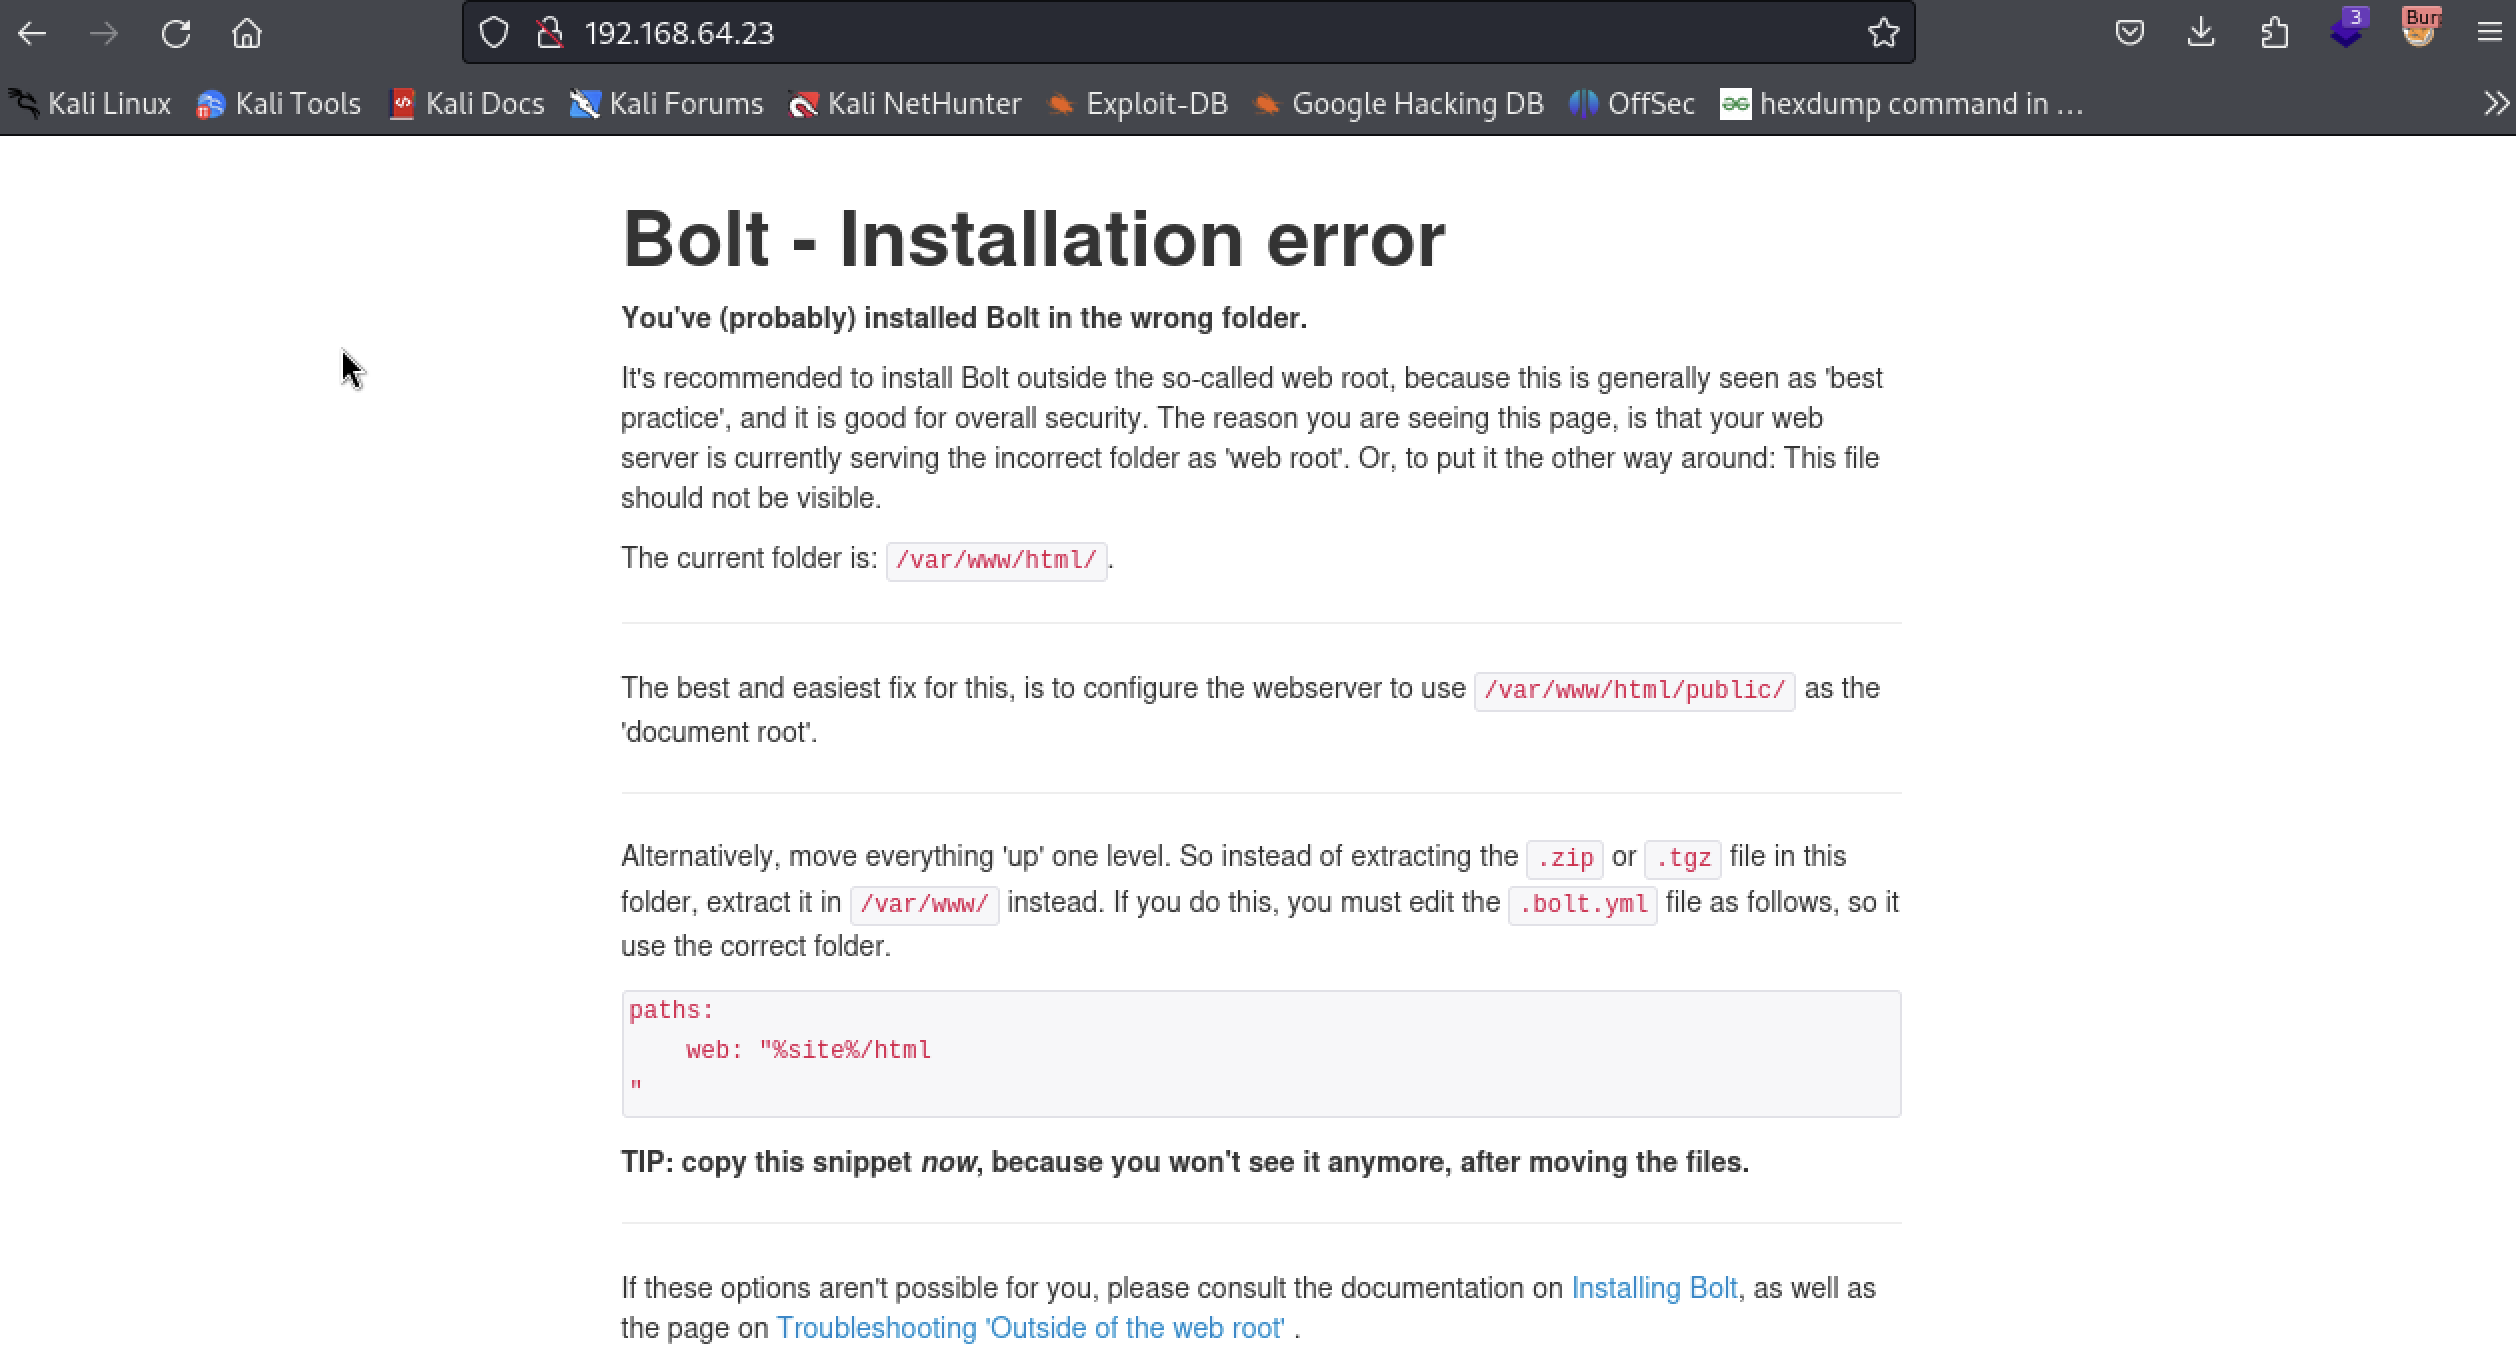 192.168.64.23
3
Bur
Kali Linux Kali Tools Kali Docs Kali Forums Kali NetHunter Exploit-DB Google Hacking DB OffSec hexdump command in ...
Bolt - Installation error
You've (probably) installed Bolt in the wrong folder.
It's recommended to install Bolt outside the so-called web root, because this is generally seen as 'best
practice', and it is good for overall security. The reason you are seeing this page, is that your web
server is currently serving the incorrect folder as 'web root'. Or, to put it the other way around: This file
should not be visible.
The current folder is: /var/www/html/ .
The best and easiest fix for this, is to configure the webserver to use /var/www/html/public/ as the
'document root'.
Alternatively, move everything 'up' one level. So instead of extracting the .zip or .tgz file in this
folder, extract it in /var/www/ instead. If you do this, you must edit the .bolt.yml file as follows, so it
use the correct folder.
paths:
    web: "%site%/html
"
TIP: copy this snippet now, because you won't see it anymore, after moving the files.
If these options aren't possible for you, please consult the documentation on Installing Bolt, as well as
the page on Troubleshooting 'Outside of the web root' .